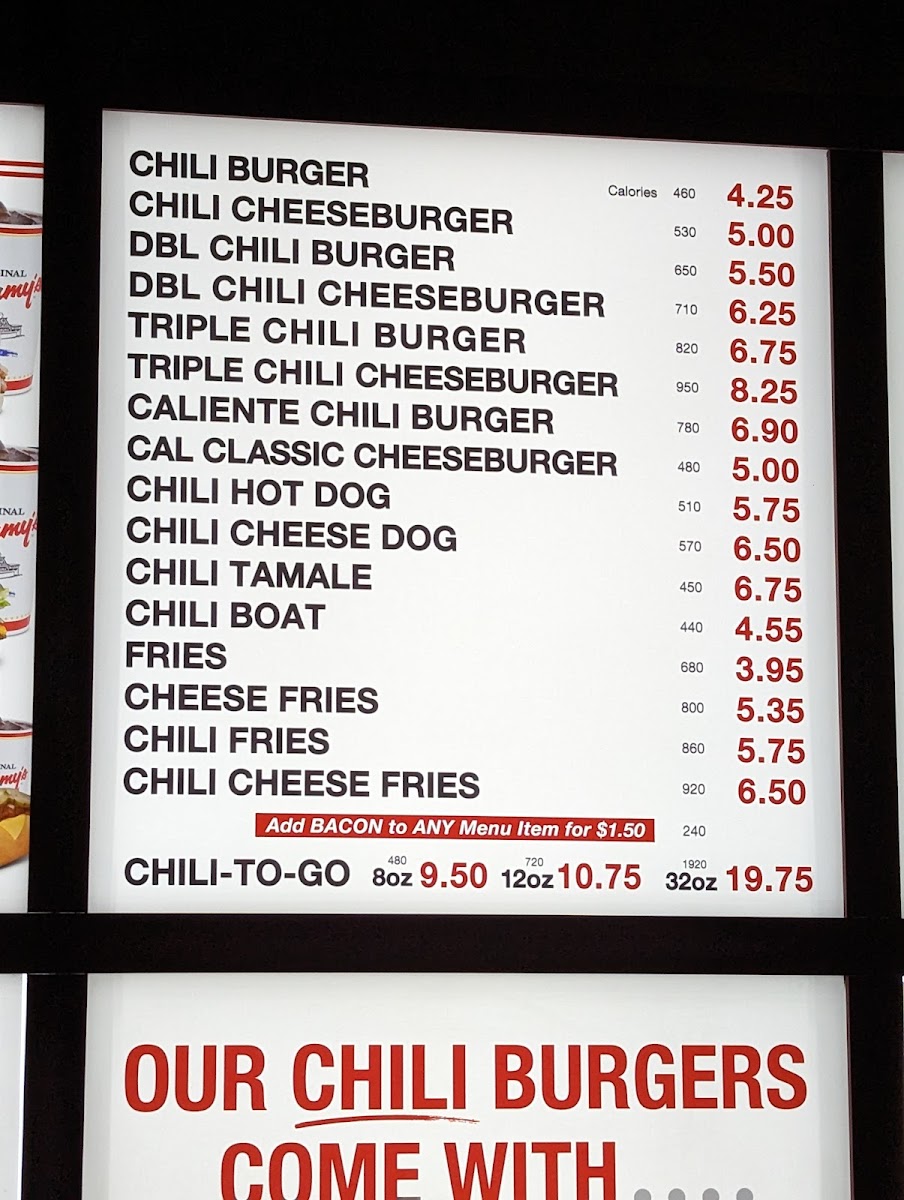 CHILI BURGER Calories 460 4.25
CHILI CHEESEBURGER 530 5.00
DBL CHILI BURGER 650 5.50
DBL CHILI CHEESEBURGER 710 6.25
TRIPLE CHILI BURGER 820 6.75
TRIPLE CHILI CHEESEBURGER 950 8.25
CALIENTE CHILI BURGER 780 6.90
CAL CLASSIC CHEESEBURGER 480 5.00
CHILI HOT DOG 510 5.75
CHILI CHEESE DOG 570 6.50
CHILI TAMALE 450 6.75
CHILI BOAT 440 4.55
FRIES 680 3.95
CHEESE FRIES 800 5.35
CHILI FRIES 860 5.75
CHILI CHEESE FRIES 920 6.50
Add BACON to ANY Menu Item for $1.50 240
480 720 1920
CHILI-TO-GO 8oz 9.50 12oz 10.75 32oz 19.75
OUR CHILI BURGERS
COME WITH....